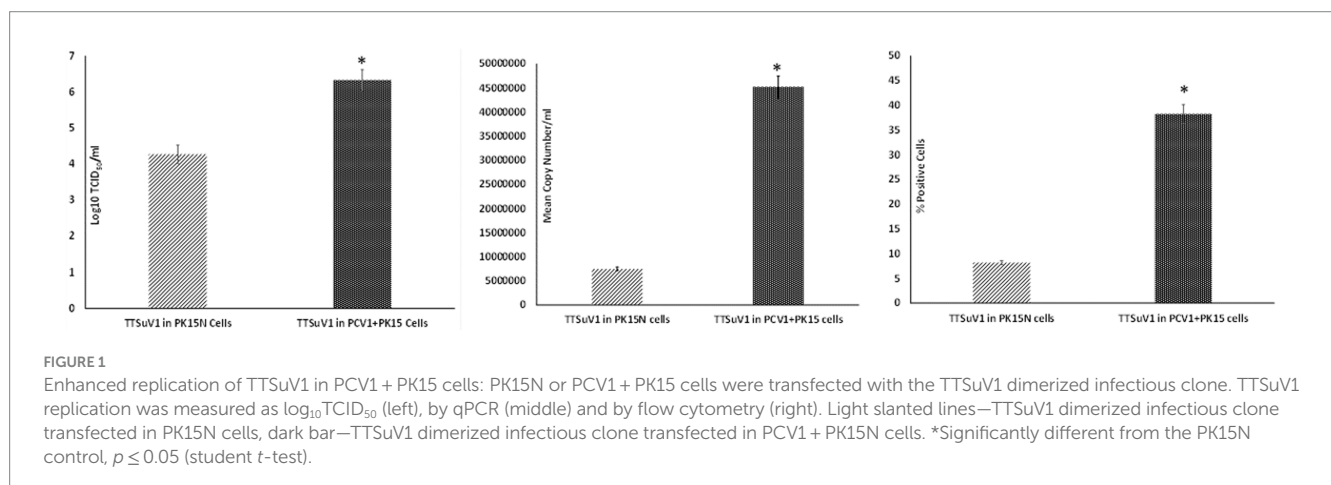 7
6
5
4
3
2
1
0
Log10 TCID₅₀/ml
*
TTSuV1 in PK15N Cells
TTSuV1 in PCV1+PK15 Cells
50000000
45000000
40000000
35000000
30000000
25000000
20000000
15000000
10000000
5000000
0
Mean Copy Number/ml
*
TTSuV1 in PK15N cells
TTSuV1 in PCV1+PK15 cells
50
45
40
35
30
25
20
15
10
5
0
% Positive Cells
*
TTSuV1 in PK15N cells
TTSuV1 in PCV1+PK15 cells
FIGURE 1
Enhanced replication of TTSuV1 in PCV1 + PK15 cells: PK15N or PCV1 + PK15 cells were transfected with the TTSuV1 dimerized infectious clone. TTSuV1
replication was measured as log₁₀TCID₅₀ (left), by qPCR (middle) and by flow cytometry (right). Light slanted lines—TTSuV1 dimerized infectious clone
transfected in PK15N cells, dark bar—TTSuV1 dimerized infectious clone transfected in PCV1 + PK15N cells. *Significantly different from the PK15N
control, p ≤ 0.05 (student t-test).